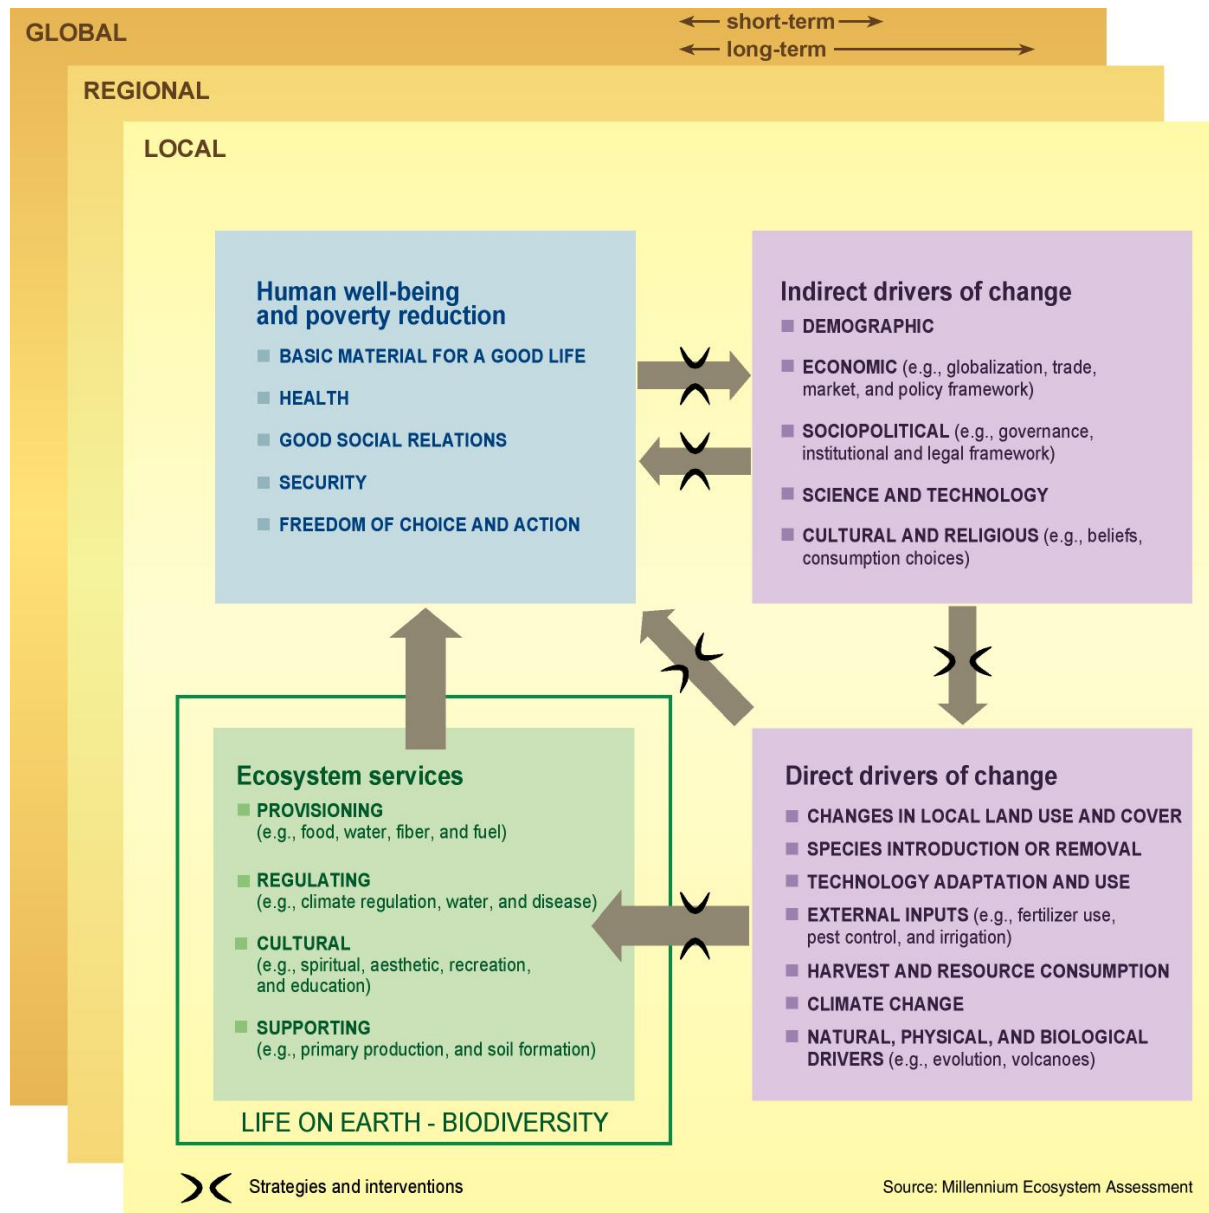 GLOBAL
short-term
long-term
REGIONAL
LOCAL
Human well-being
and poverty reduction
BASIC MATERIAL FOR A GOOD LIFE
HEALTH
GOOD SOCIAL RELATIONS
SECURITY
FREEDOM OF CHOICE AND ACTION
Indirect drivers of change
DEMOGRAPHIC
ECONOMIC (e.g., globalization, trade,
market, and policy framework)
SOCIOPOLITICAL (e.g., governance,
institutional and legal framework)
SCIENCE AND TECHNOLOGY
CULTURAL AND RELIGIOUS (e.g., beliefs,
consumption choices)
Ecosystem services
PROVISIONING
(e.g., food, water, fiber, and fuel)
REGULATING
(e.g., climate regulation, water, and disease)
CULTURAL
(e.g., spiritual, aesthetic, recreation,
and education)
SUPPORTING
(e.g., primary production, and soil formation)
LIFE ON EARTH - BIODIVERSITY
Direct drivers of change
CHANGES IN LOCAL LAND USE AND COVER
SPECIES INTRODUCTION OR REMOVAL
TECHNOLOGY ADAPTATION AND USE
EXTERNAL INPUTS (e.g., fertilizer use,
pest control, and irrigation)
HARVEST AND RESOURCE CONSUMPTION
CLIMATE CHANGE
NATURAL, PHYSICAL, AND BIOLOGICAL
DRIVERS (e.g., evolution, volcanoes)
Strategies and interventions
Source: Millennium Ecosystem Assessment